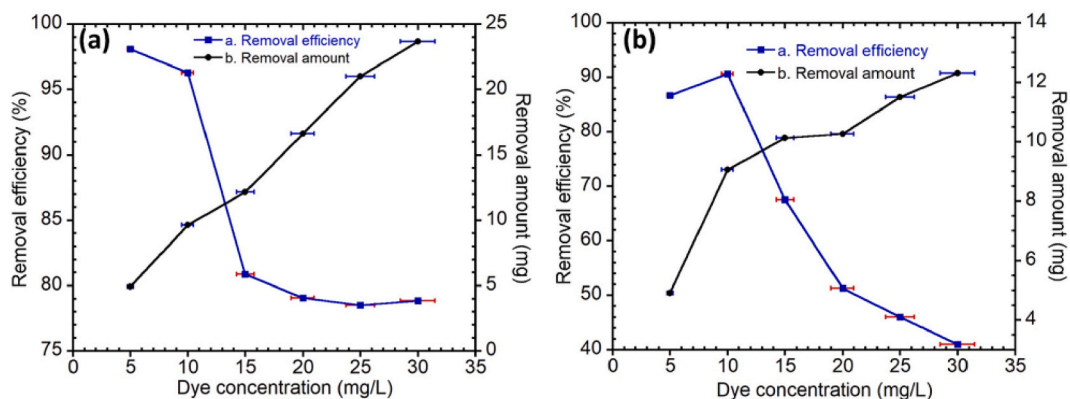 (a)
a. Removal efficiency
b. Removal amount
Removal efficiency (%)
100
95
90
85
80
75
25
20
15
10
5
0
Removal amount (mg)
0 5 10 15 20 25 30 35
Dye concentration (mg/L)
(b)
a. Removal efficiency
b. Removal amount
Removal efficiency (%)
100
90
80
70
60
50
40
14
12
10
8
6
4
Removal amount (mg)
0 5 10 15 20 25 30 35
Dye concentration (mg/L)